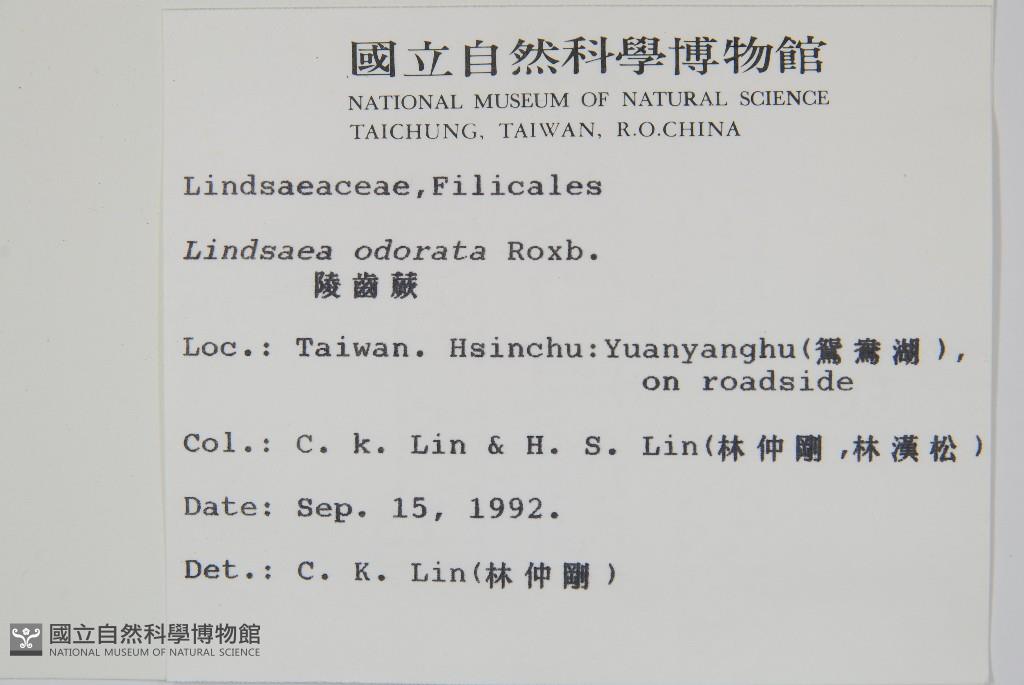 國立自然科學博物館
NATIONAL MUSEUM OF NATURAL SCIENCE
TAICHUNG, TAIWAN, R.O.CHINA
Lindsaeaceae,Filicales
Lindsaea odorata Roxb.
陵齒蕨
Loc.: Taiwan. Hsinchu:Yuanyanghu(鴛鴦湖),
on roadside
Col.: C. k. Lin & H. S. Lin(林仲剛,林漢松)
Date: Sep. 15, 1992.
Det.: C. K. Lin(林仲剛)
國立自然科學博物館
NATIONAL MUSEUM OF NATURAL SCIENCE